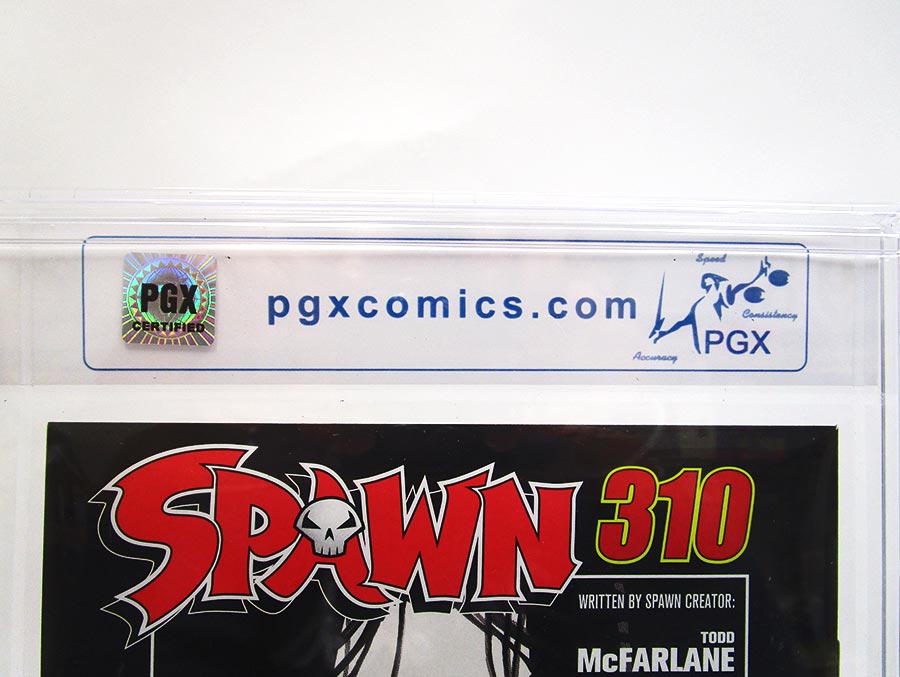 Speed
PGX
CERTIFIED
pgxcomics.com
Consistency
Accuracy
PGX
SPAWN 310
WRITTEN BY SPAWN CREATOR:
TODD
McFARLANE